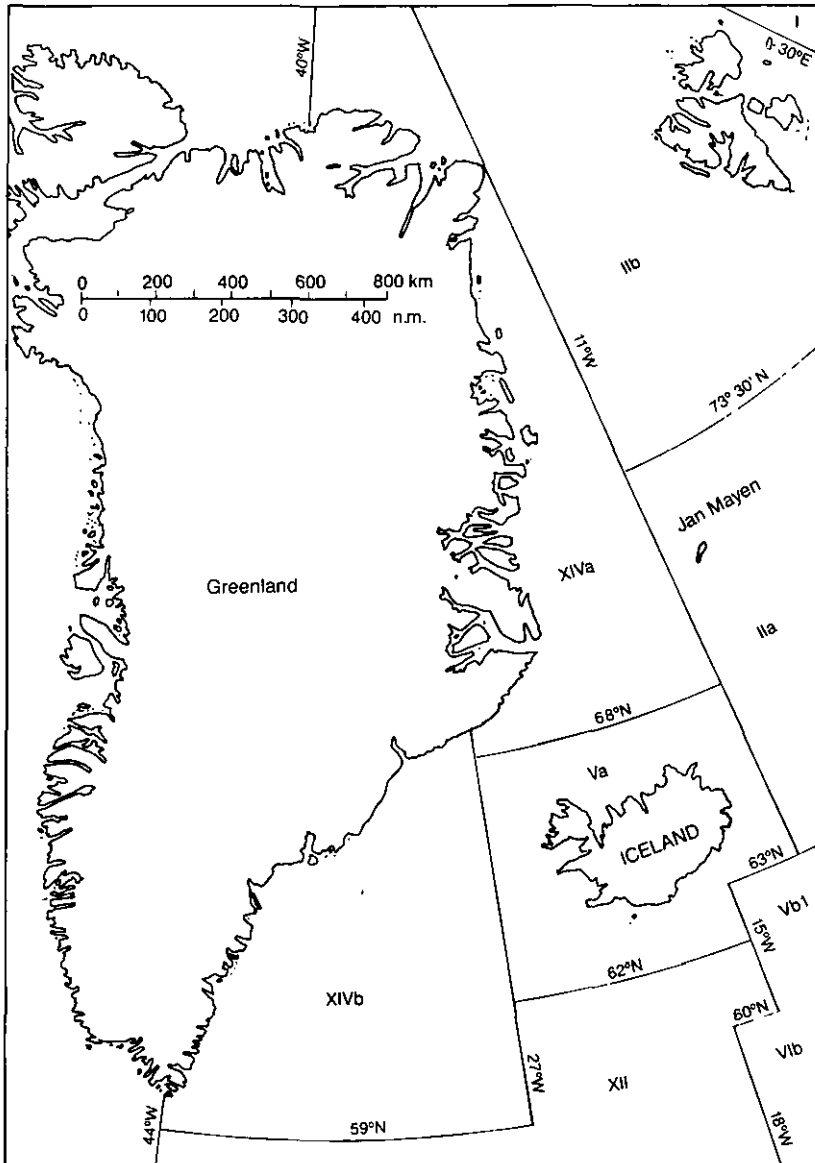 I
40°W
0· 30°E
IIb
0 200 400 600 800 km
0 100 200 300 400 n.m.
11°W
73° 30' N
Jan Mayen
Greenland
XIVa
IIa
68°N
Va
ICELAND
63°N
Vb1
15°W
62°N
60°N
XIVb
VIb
27°W
XII
44°W
59°N
18°W